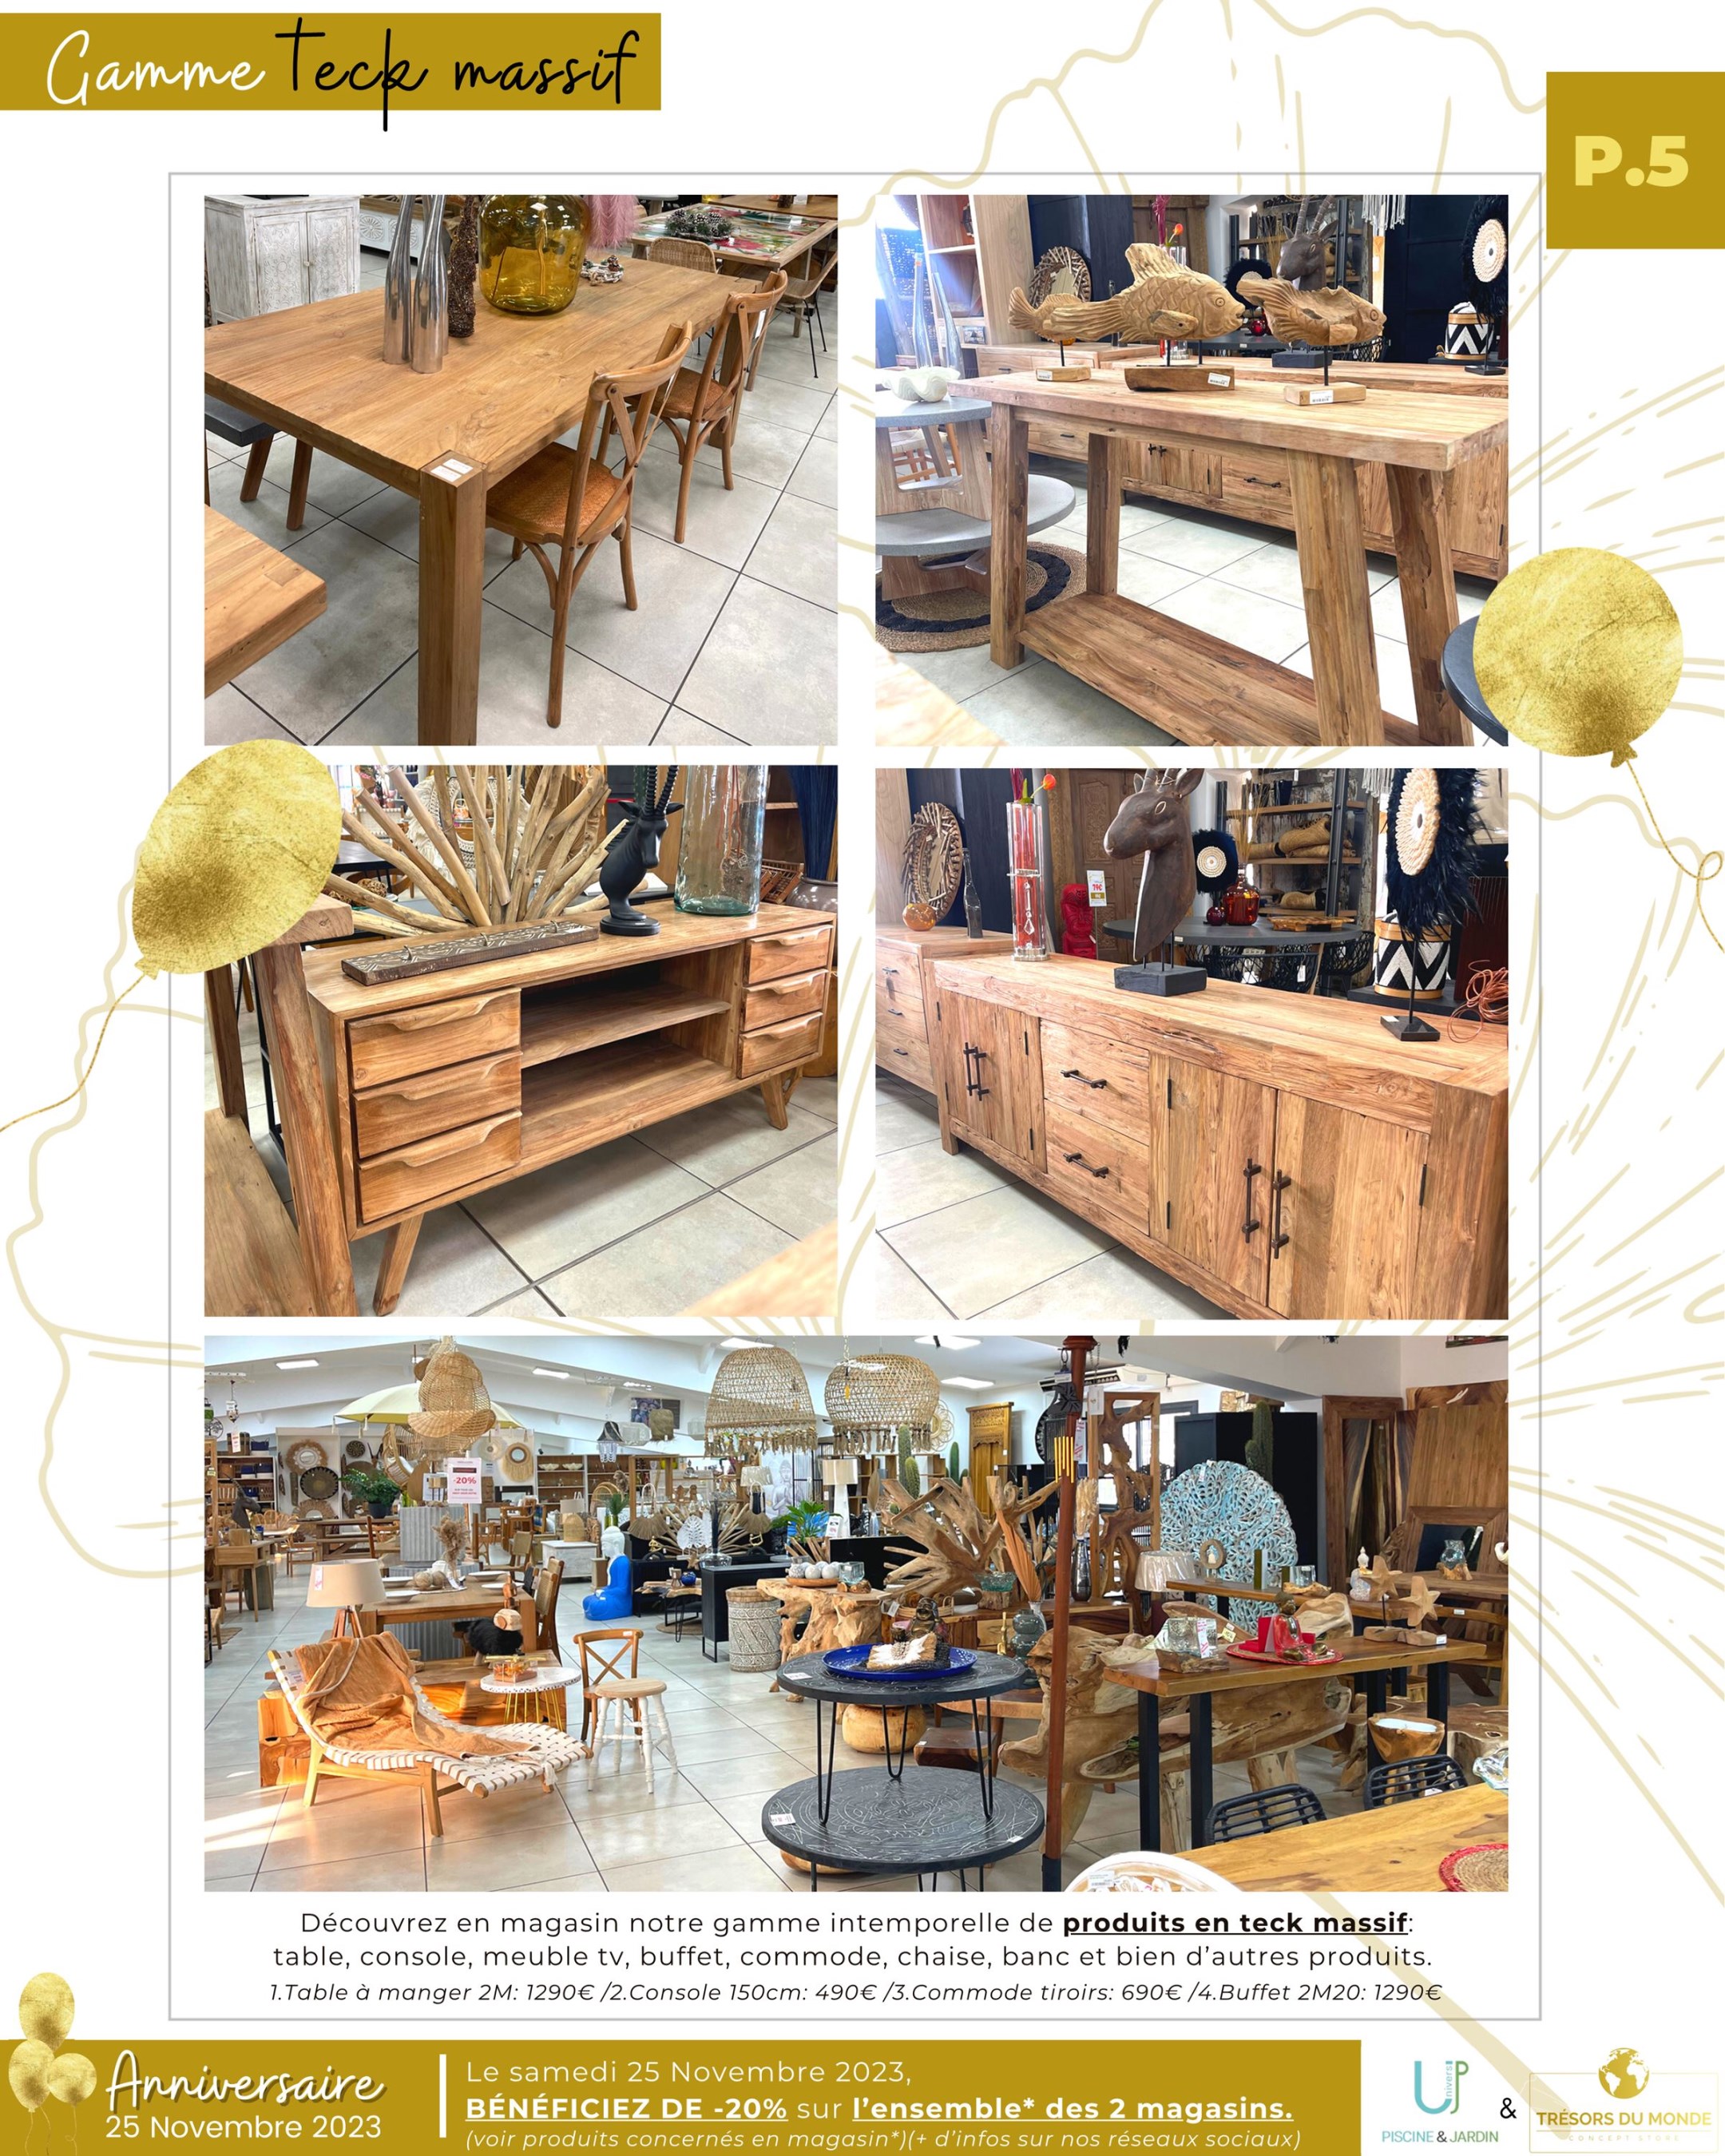 Gamme Teck massif
P.5
-20%
Découvrez en magasin notre gamme intemporelle de produits en teck massif:
table, console, meuble tv, buffet, commode, chaise, banc et bien d'autres produits.
1.Table à manger 2M: 1290€ /2.Console 150cm: 490€ /3.Commode tiroirs: 690€ /4.Buffet 2M20: 1290€
Anniversaire
25 Novembre 2023
Le samedi 25 Novembre 2023,
BÉNÉFICIEZ DE -20% sur l'ensemble* des 2 magasins.
(voir produits concernés en magasin*)(+ d'infos sur nos réseaux sociaux)
UP
Univers
PISCINE & JARDIN
&
TRÉSORS DU MONDE
CONCEPT STORE